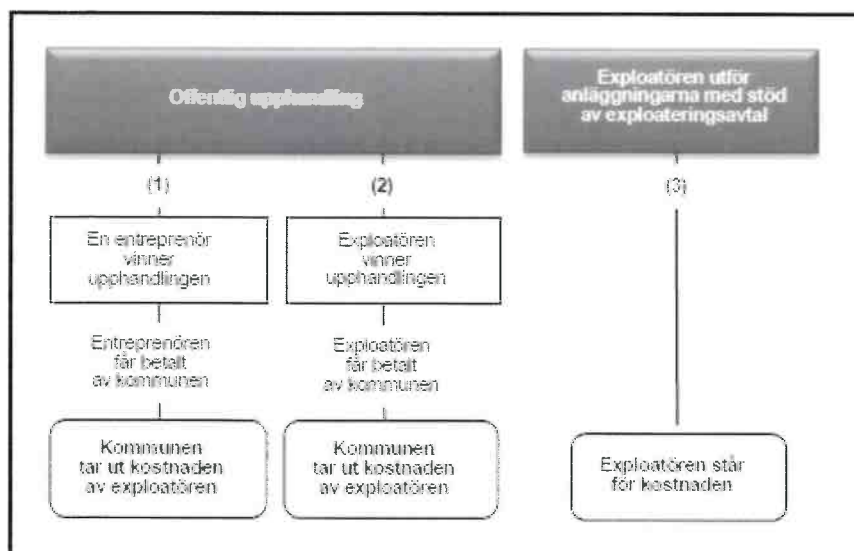 Offentlig upphandling
Exploatören utför
anläggningarna med stöd
av exploateringsavtal
(1)
(2)
(3)
En entreprenör
vinner
upphandlingen
Exploatören
vinner
upphandlingen
Entreprenören
får betalt
av kommunen
Exploatören
får betalt
av kommunen
Kommunen
tar ut kostnaden
av exploatören
Kommunen
tar ut kostnaden
av exploatören
Exploatören står
för kostnaden